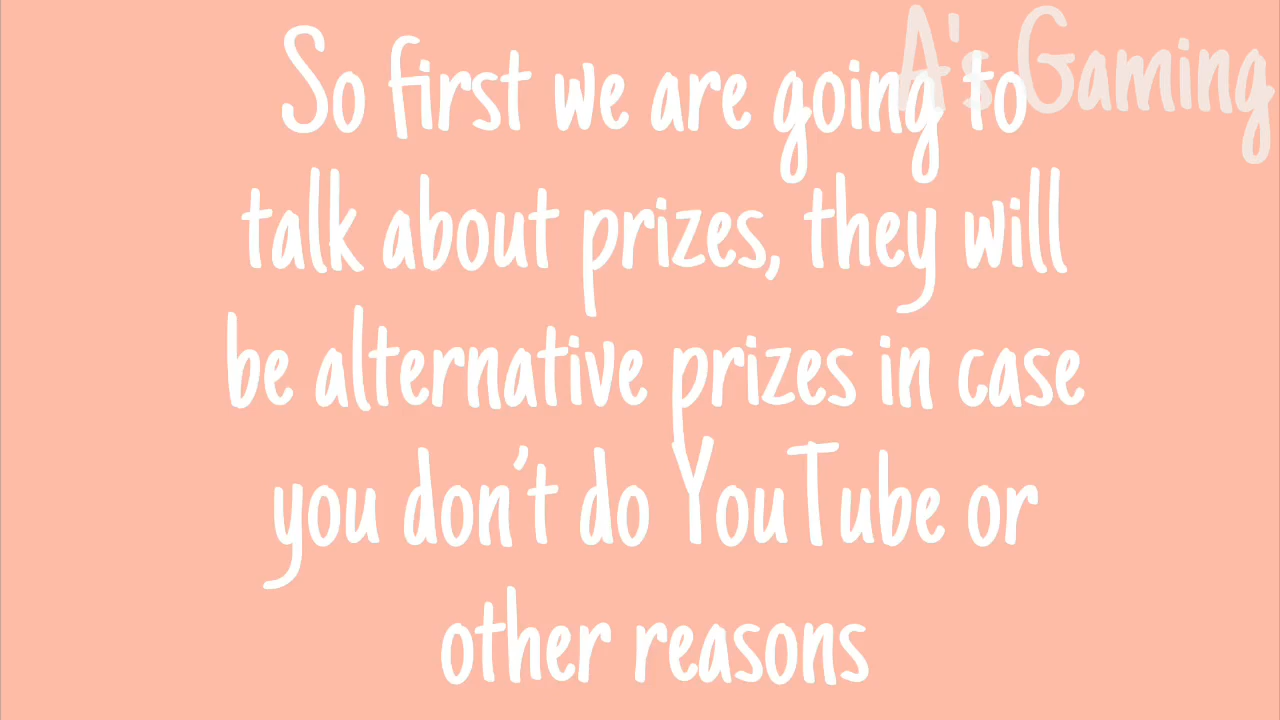 A's Gaming
So first we are going to
talk about prizes, they will
be alternative prizes in case
you don't do YouTube or
other reasons